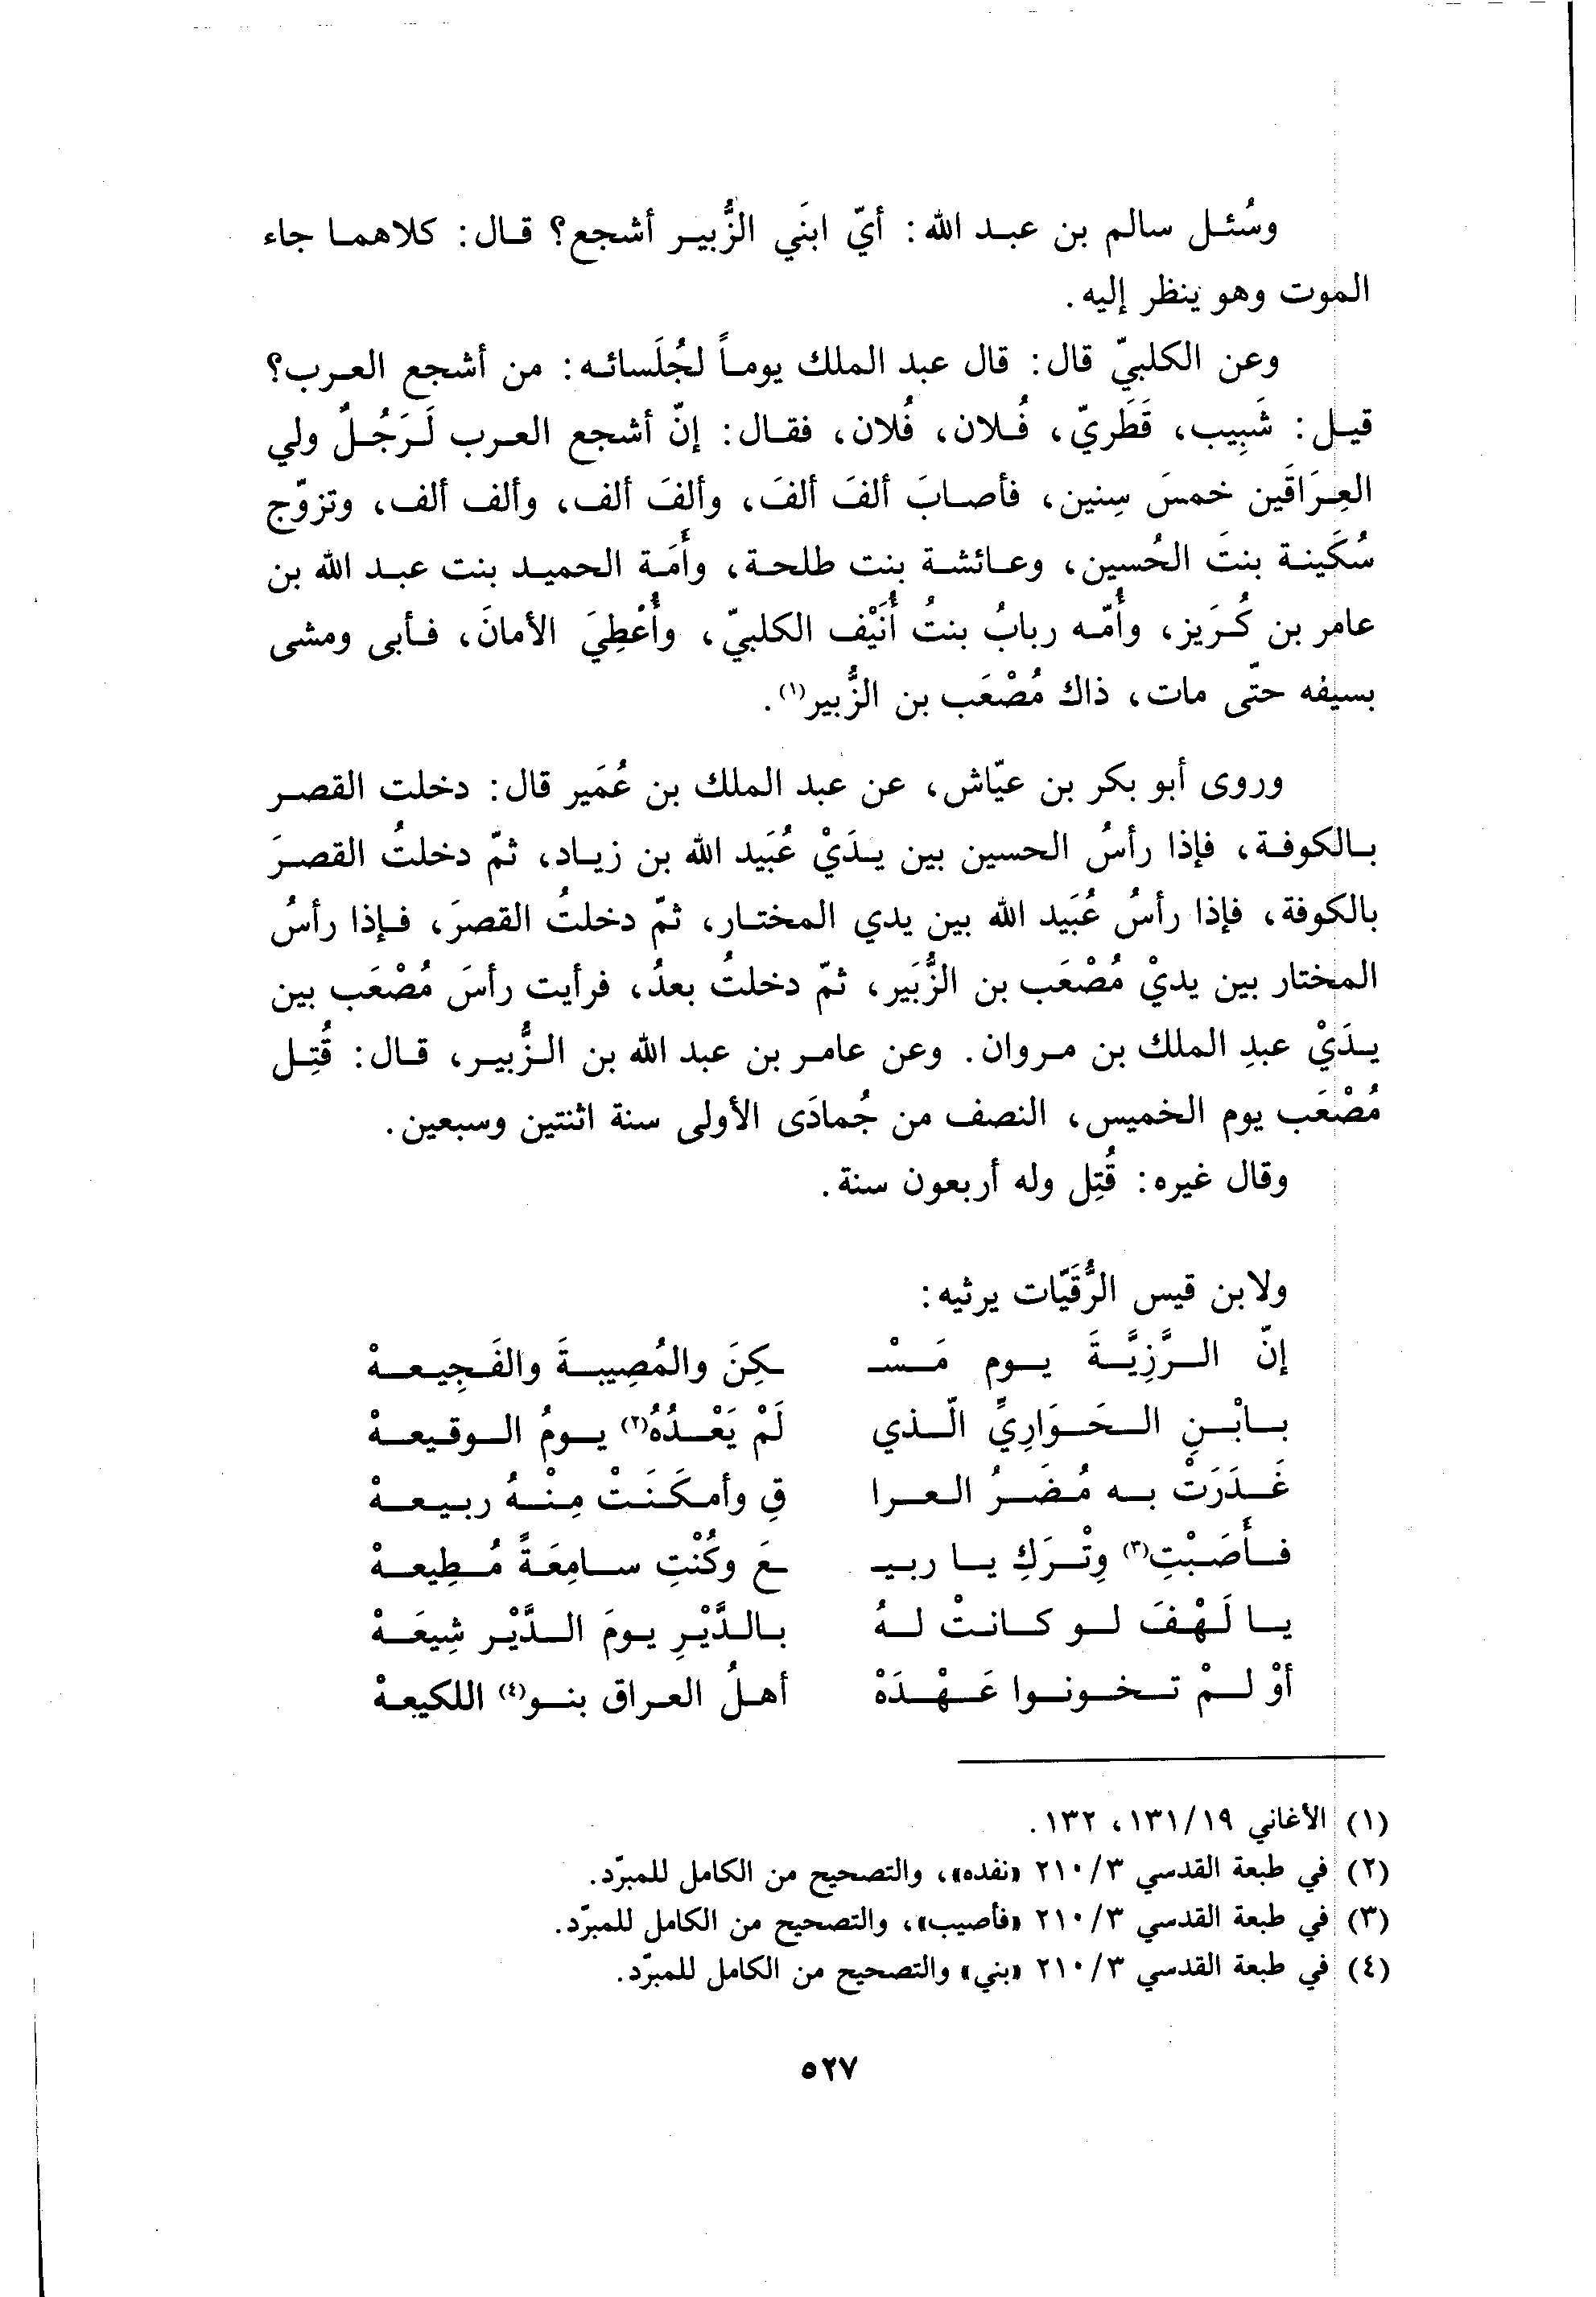 وسُئل سالم بن عبد الله: أيّ ابنَي الزُّبير أشجع؟ قال: كلاهما جاء
الموت وهو ينظر إليه.
وعن الكلبيّ قال: قال عبد الملك يوماً لجُلَسائه: من أشجع العرب؟
قيل: شَبِيب، قَطَريّ، فُلان، فُلان، فقال: إنّ أشجع العرب لَرَجُلٌ ولي
العِرَاقَين خمسَ سِنين، فأصابَ ألفَ ألفَ، وألفَ ألف، وألف ألف، وتزوّج
سُكَينة بنتَ الحُسين، وعائشة بنت طلحة، وأَمَة الحميد بنت عبد الله بن
عامر بن كُرَيز، وأُمّه ربابُ بنتُ أُنَيْف الكلبيّ، وأُعْطِيَ الأمانَ، فأبى ومشى
بسيفه حتّى مات، ذاك مُصْعَب بن الزُّبير(١).
وروى أبو بكر بن عيّاش، عن عبد الملك بن عُمَير قال: دخلت القصر
بالكوفة، فإذا رأسُ الحسين بين يدَيْ عُبَيد الله بن زياد، ثمّ دخلتُ القصرَ
بالكوفة، فإذا رأسُ عُبَيد الله بين يدي المختار، ثمّ دخلتُ القصرَ، فإذا رأسُ
المختار بين يديْ مُصْعَب بن الزُّبَير، ثمّ دخلتُ بعدُ، فرأيت رأسَ مُصْعَب بين
يدَيْ عبدِ الملك بن مروان. وعن عامر بن عبد الله بن الزُّبير، قال: قُتِل
مُصْعَب يوم الخميس، النصف من جُمادَى الأولى سنة اثنتين وسبعين.
وقال غيره: قُتِل وله أربعون سنة.
ولابن قيس الرُّقَيّات يرثيه:
إنّ الرَّزِيَّةَ يوم مَسْـ ـكِنَ والمُصِيبةَ والفَجِيعهْ
بابْنِ الحَوَارِيِّ الّذي لَمْ يَعْدُهُ(٢) يومُ الوقيعهْ
غَدَرَتْ به مُضَرُ العرا قِ وأمكَنَتْ مِنْهُ ربيعهْ
فأَصَبْتِ(٣) وِتْرَكِ يا ربيـ ـعَ وكُنْتِ سامِعَةً مُطِيعهْ
يا لَهْفَ لو كانتْ لهُ بالدَّيْرِ يومَ الدَّيْر شِيعَهْ
أوْ لمْ تخونوا عَهْدَهْ أهلُ العراق بنو(٤) اللكيعهْ
(١) الأغاني ١٣١/١٩، ١٣٢.
(٢) في طبعة القدسي ٢١٠/٣ «نفده»، والتصحيح من الكامل للمبرّد.
(٣) في طبعة القدسي ٢١٠/٣ «فأصيب»، والتصحيح من الكامل للمبرّد.
(٤) في طبعة القدسي ٢١٠/٣ «بني» والتصحيح من الكامل للمبرّد.
٥٢٧